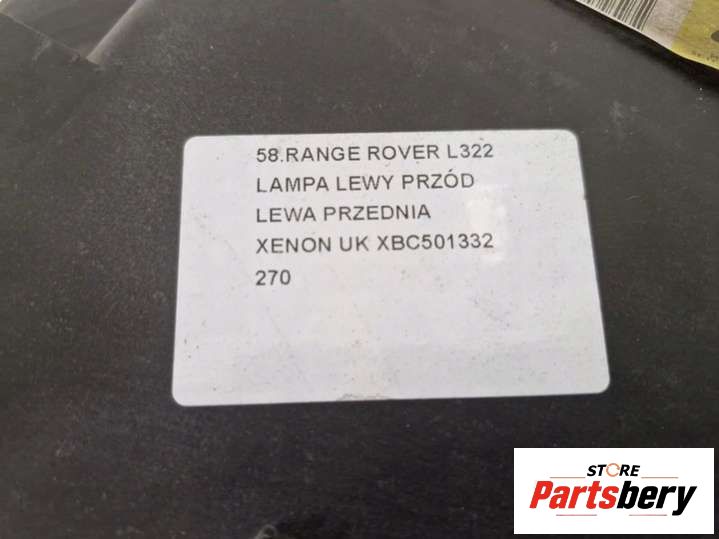 58.RANGE ROVER L322
LAMPA LEWY PRZÓD
LEWA PRZEDNIA
XENON UK XBC501332
270
STORE
Partsbery